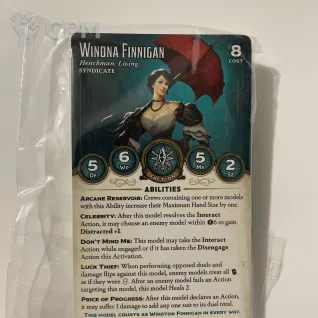 WINONA FINNIGAN
Henchman, Living
SYNDICATE
8
COST
5
DF
6
WP
5
MV
2
SZ
ABILITIES
ARCANE RESERVOIR: Crews containing one or more models
with this Ability increase their Maximum Hand Size by one.
CELEBRITY: After this model resolves the Interact
Action, it may choose an enemy model within 6 to gain
Distracted +1.
DON'T MIND ME: This model may take the Interact
Action while engaged or if it has taken the Disengage
Action this Activation.
LUCK THIEF: When performing opposed duels and
damage flips against this model, enemy models treat all
as if they were. After an enemy model fails an Action
targeting this model, this model Heals 2.
PRICE OF PROGRESS: After this model declares an Action,
it may suffer 1 damage to add any one suit to its dual total.
THIS MODEL COUNTS AS WINSTON FINNIGAN IN EVERY WAY.